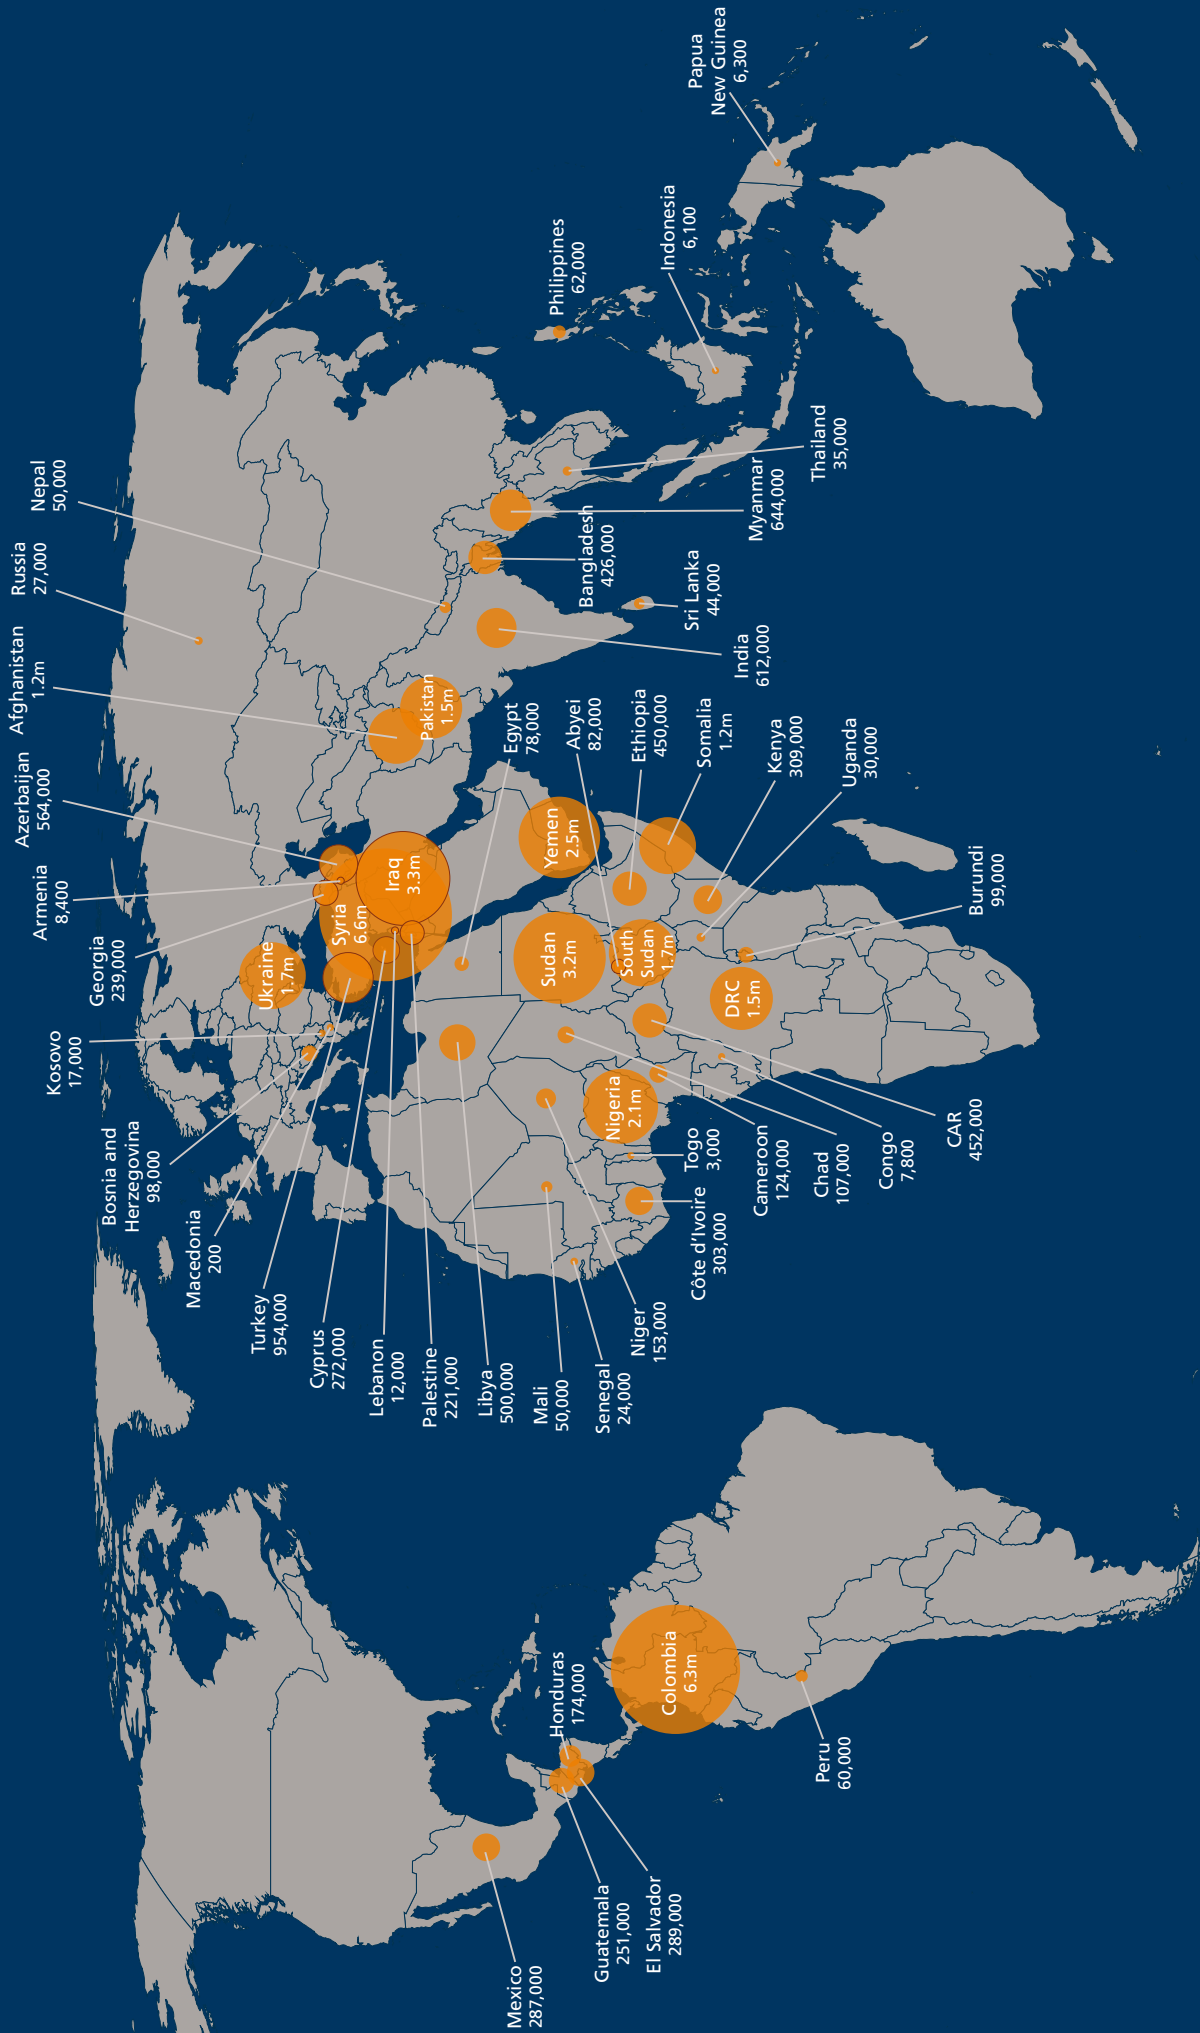 Mexico
287,000
Guatemala
251,000
El Salvador
289,000
Honduras
174,000
Colombia
6.3m
Peru
60,000
Kosovo
17,000
Bosnia and
Herzegovina
98,000
Macedonia
200
Turkey
954,000
Cyprus
272,000
Lebanon
12,000
Palestine
221,000
Libya
500,000
Mali
50,000
Senegal
24,000
Niger
153,000
Côte d'Ivoire
303,000
Togo
3,000
Cameroon
124,000
Chad
107,000
Congo
7,800
CAR
452,000
Nigeria
2.1m
DRC
1.5m
South
Sudan
1.7m
Sudan
3.2m
Ukraine
1.7m
Syria
6.6m
Iraq
3.3m
Yemen
2.5m
Georgia
239,000
Armenia
8,400
Azerbaijan
564,000
Afghanistan
1.2m
Russia
27,000
Nepal
50,000
Pakistan
1.5m
Egypt
78,000
Abyei
82,000
Ethiopia
450,000
Somalia
1.2m
Kenya
309,000
Uganda
30,000
Burundi
99,000
India
612,000
Sri Lanka
44,000
Bangladesh
426,000
Myanmar
644,000
Thailand
35,000
Philippines
62,000
Indonesia
6,100
Papua
New Guinea
6,300